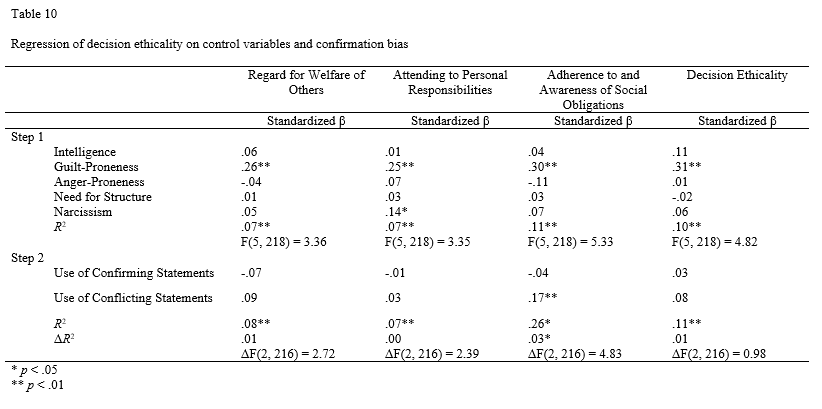 Table 10
Regression of decision ethicality on control variables and confirmation bias
Regard for Welfare of Others Attending to Personal Responsibilities Adherence to and Awareness of Social Obligations Decision Ethicality
Standardized β Standardized β Standardized β Standardized β
Step 1
Intelligence .06 .01 .04 .11
Guilt-Proneness .26** .25** .30** .31**
Anger-Proneness -.04 .07 -.11 .01
Need for Structure .01 .03 .03 -.02
Narcissism .05 .14* .07 .06
R² .07** .07** .11** .10**
F(5, 218) = 3.36 F(5, 218) = 3.35 F(5, 218) = 5.33 F(5, 218) = 4.82
Step 2
Use of Confirming Statements -.07 -.01 -.04 .03
Use of Conflicting Statements .09 .03 .17** .08
R² .08** .07** .26* .11**
ΔR² .01 .00 .03* .01
ΔF(2, 216) = 2.72 ΔF(2, 216) = 2.39 ΔF(2, 216) = 4.83 ΔF(2, 216) = 0.98
* p < .05
** p < .01